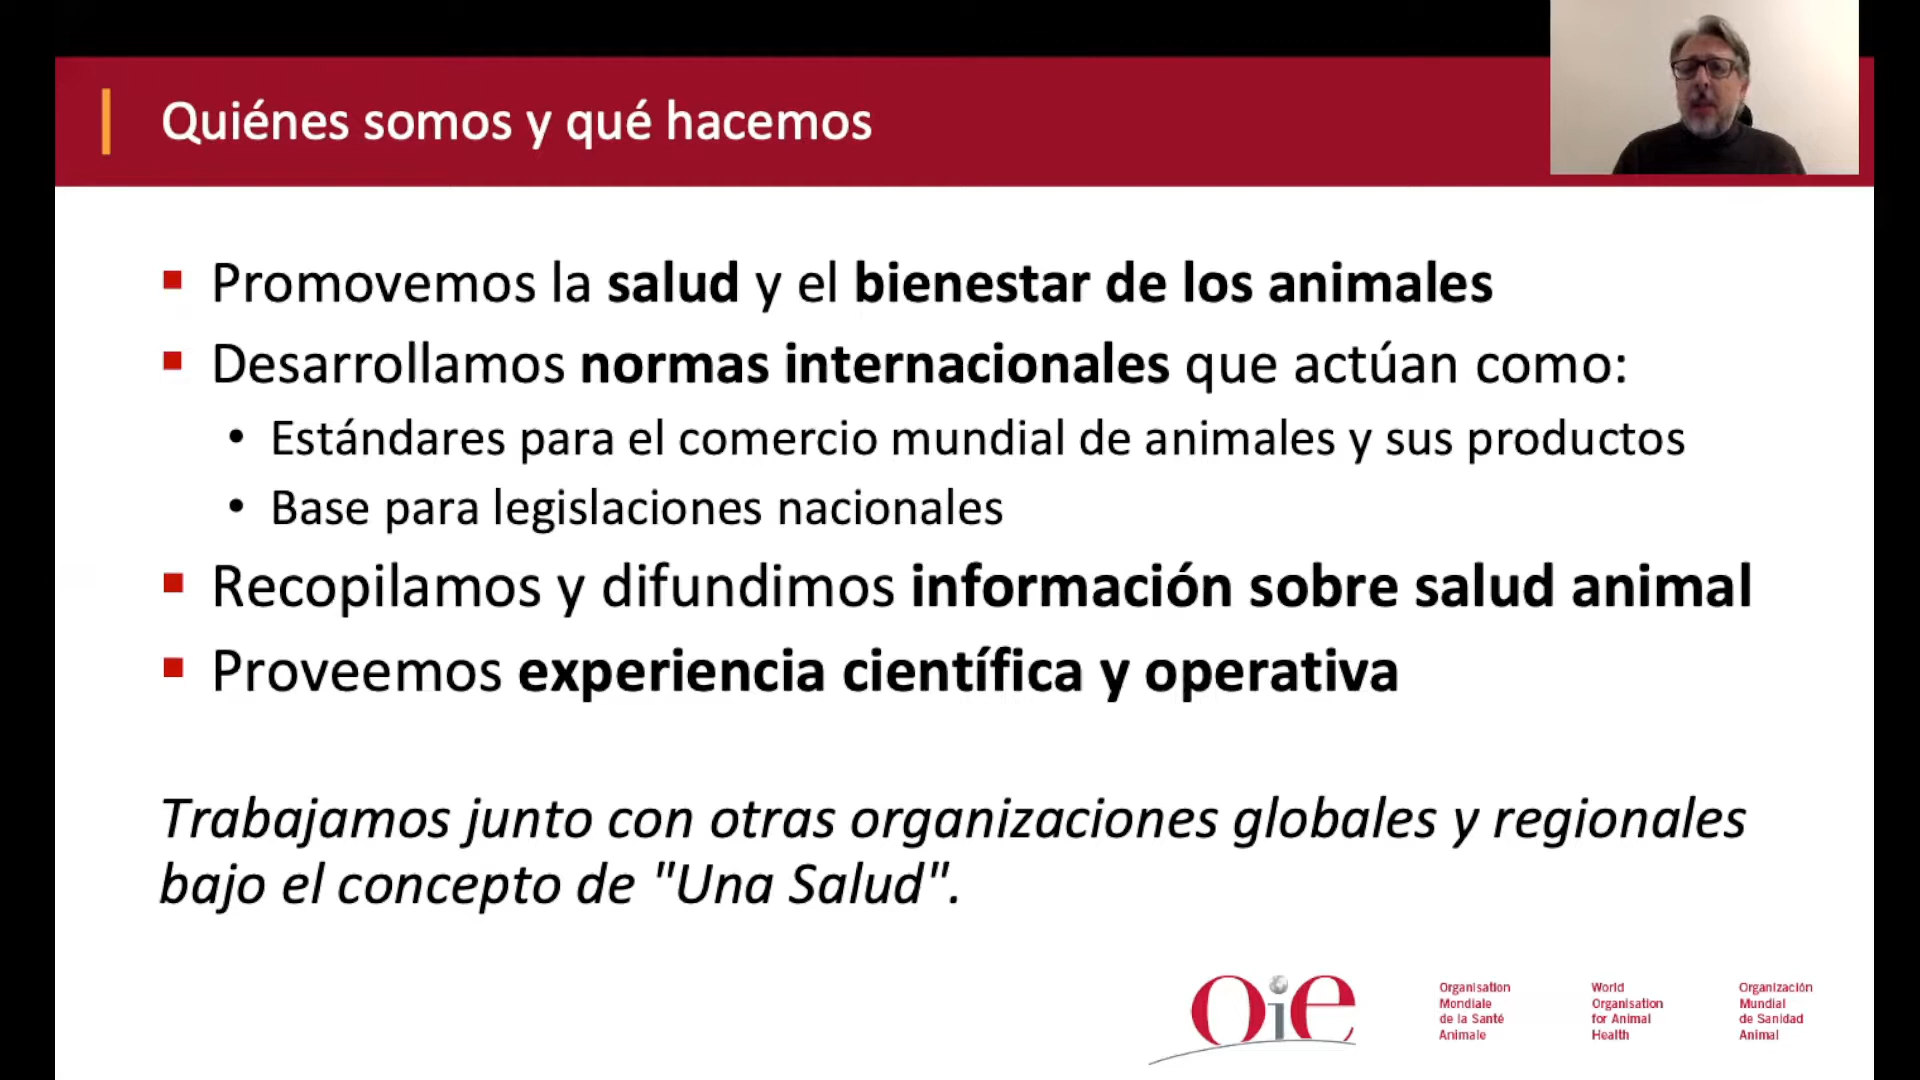 Quiénes somos y qué hacemos
Promovemos la salud y el bienestar de los animales
Desarrollamos normas internacionales que actúan como:
Estándares para el comercio mundial de animales y sus productos
Base para legislaciones nacionales
Recopilamos y difundimos información sobre salud animal
Proveemos experiencia científica y operativa
Trabajamos junto con otras organizaciones globales y regionales
bajo el concepto de "Una Salud".
oie
Organisation
Mondiale
de la Santé
Animale
World
Organisation
for Animal
Health
Organización
Mundial
de Sanidad
Animal